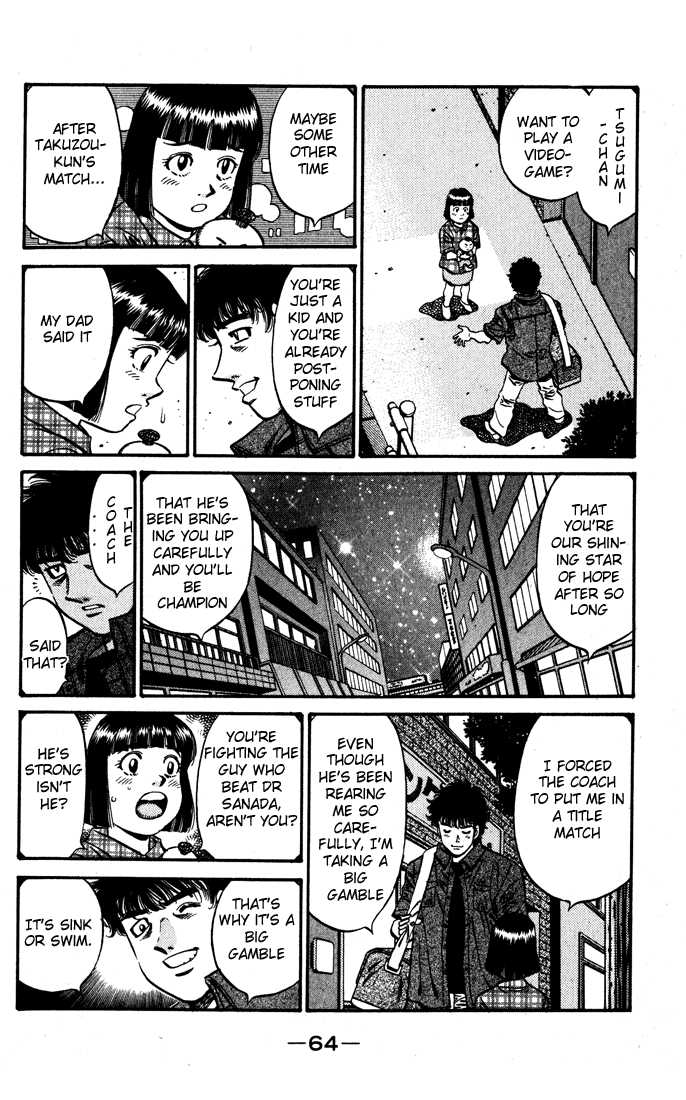 TSUGUMI
-CHAN
WANT TO
PLAY A
VIDEO-
GAME?
MAYBE
SOME
OTHER
TIME
AFTER
TAKUZOU-
KUN'S
MATCH...
YOU'RE
JUST
A KID
AND
YOU'RE
ALREADY
POST-
PONING
STUFF
MY DAD
SAID IT
THAT
YOU'RE
OUR SHIN-
ING STAR
OF HOPE
AFTER SO
LONG
THAT HE'S
BEEN BRING-
ING YOU UP
CAREFULLY
AND YOU'LL
BE
CHAMPION
THE
COACH
...
SAID
THAT?
I FORCED
THE COACH
TO PUT ME IN
A TITLE
MATCH
EVEN
THOUGH
HE'S BEEN
REARING
ME SO
CARE-
FULLY, I'M
TAKING A
BIG
GAMBLE
YOU'RE
FIGHTING THE
GUY WHO
BEAT DR
SANADA,
AREN'T YOU?
HE'S
STRONG
ISN'T
HE?
THAT'S
WHY IT'S A
BIG
GAMBLE
IT'S SINK
OR SWIM.
—64—